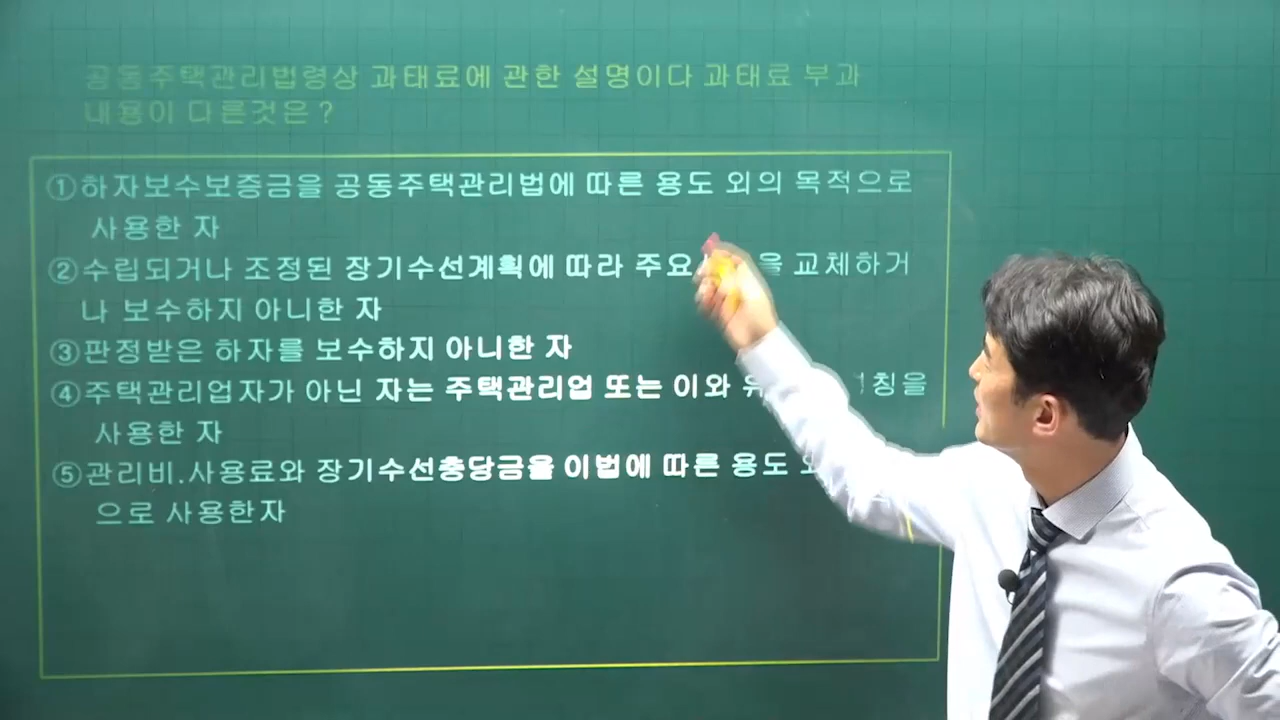 공동주택관리법령상 과태료에 관한 설명이다 과태료 부과
내용이 다른것은?
①하자보수보증금을 공동주택관리법에 따른 용도 외의 목적으로
사용한 자
②수립되거나 조정된 장기수선계획에 따라 주요 을 교체하거
나 보수하지 아니한 자
③판정받은 하자를 보수하지 아니한 자
④주택관리업자가 아닌 자는 주택관리업 또는 이와 칭을
사용한 자
⑤관리비.사용료와 장기수선충당금을 이법에 따른 용도
으로 사용한자